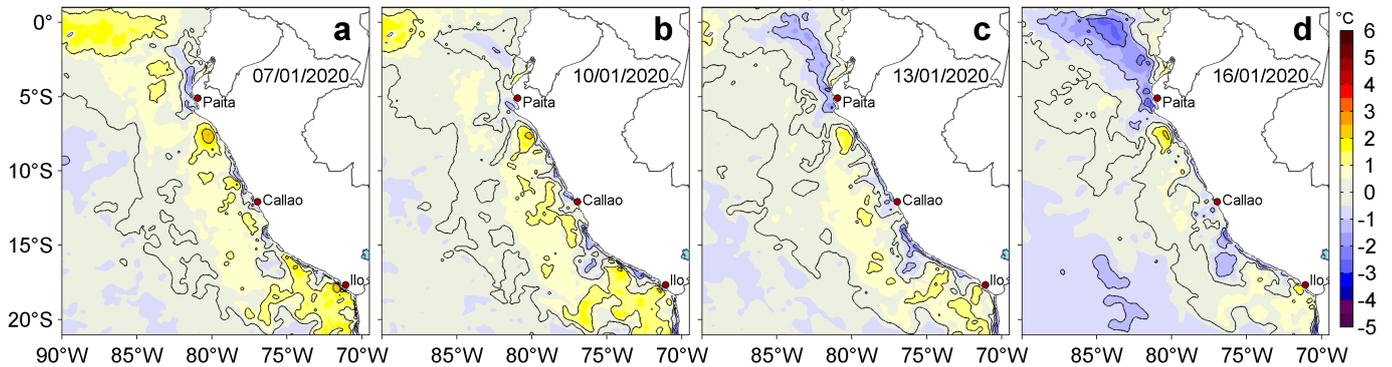 a
b
c
d
°C
07/01/2020
10/01/2020
13/01/2020
16/01/2020
0°
5°S
10°S
15°S
20°S
Paita
Callao
Ilo
Paita
Callao
Ilo
Paita
Callao
Ilo
Paita
Callao
Ilo
6
5
4
3
2
1
0
-1
-2
-3
-4
-5
90°W
85°W
80°W
75°W
70°W
85°W
80°W
75°W
70°W
85°W
80°W
75°W
70°W
85°W
80°W
75°W
70°W